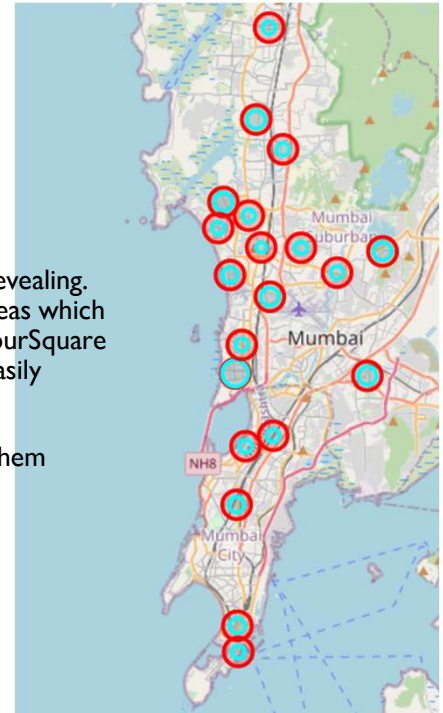 evealing.
eas which
ourSquare
asily
hem
Mumbai
Suburban
Mumbai
NH8
Mumbai
City